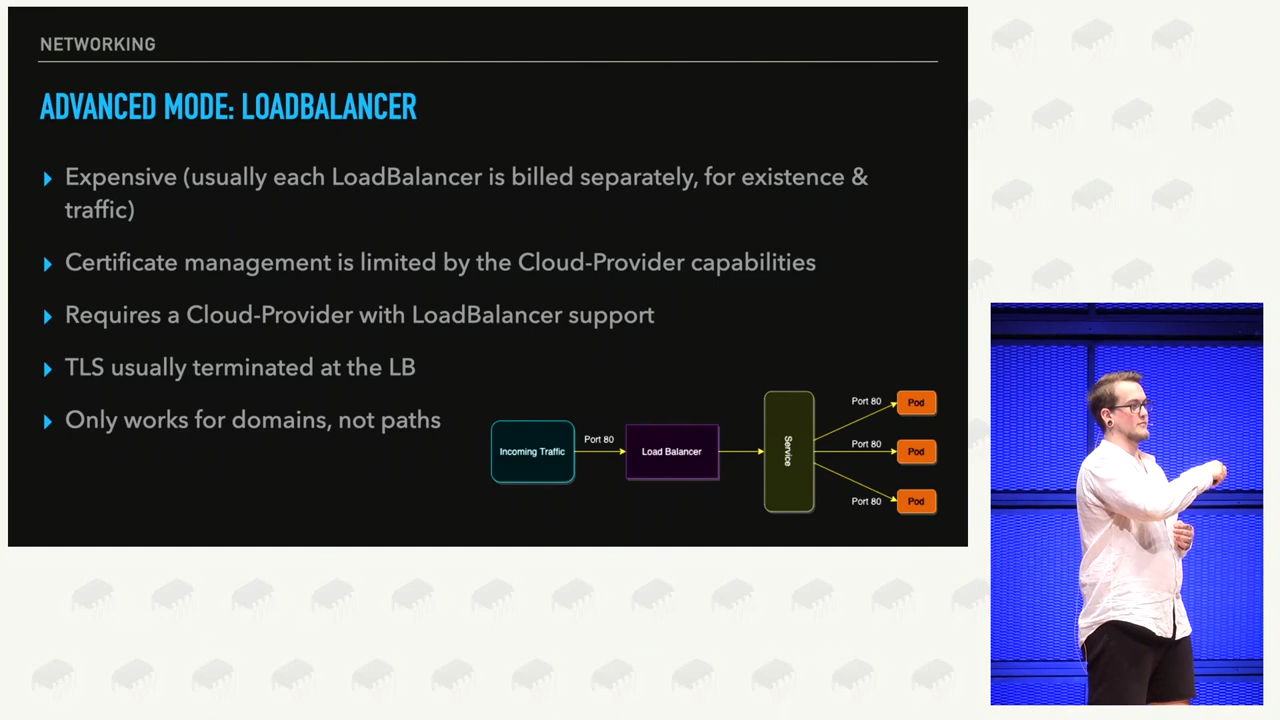 NETWORKING
ADVANCED MODE: LOADBALANCER
Expensive (usually each LoadBalancer is billed separately, for existence &
traffic)
Certificate management is limited by the Cloud-Provider capabilities
Requires a Cloud-Provider with LoadBalancer support
TLS usually terminated at the LB
Only works for domains, not paths
Incoming Traffic
Port 80
Load Balancer
Service
Port 80
Pod
Port 80
Pod
Port 80
Pod